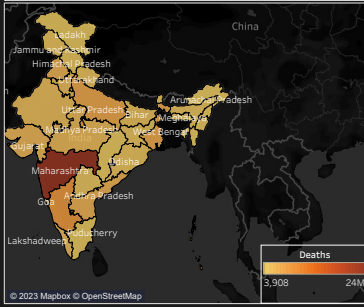 China
Ladakh
Jammu and Kashmir
Himachal Pradesh
Uttarakhand
Arunachal Pradesh
Uttar Pradesh
Bihar
Meghalaya
Madhya Pradesh
West Bengal
India
Gujarat
Odisha
Maharashtra
Andhra Pradesh
Goa
Puducherry
Lakshadweep
Deaths
3,908
24M
© 2023 Mapbox © OpenStreetMap